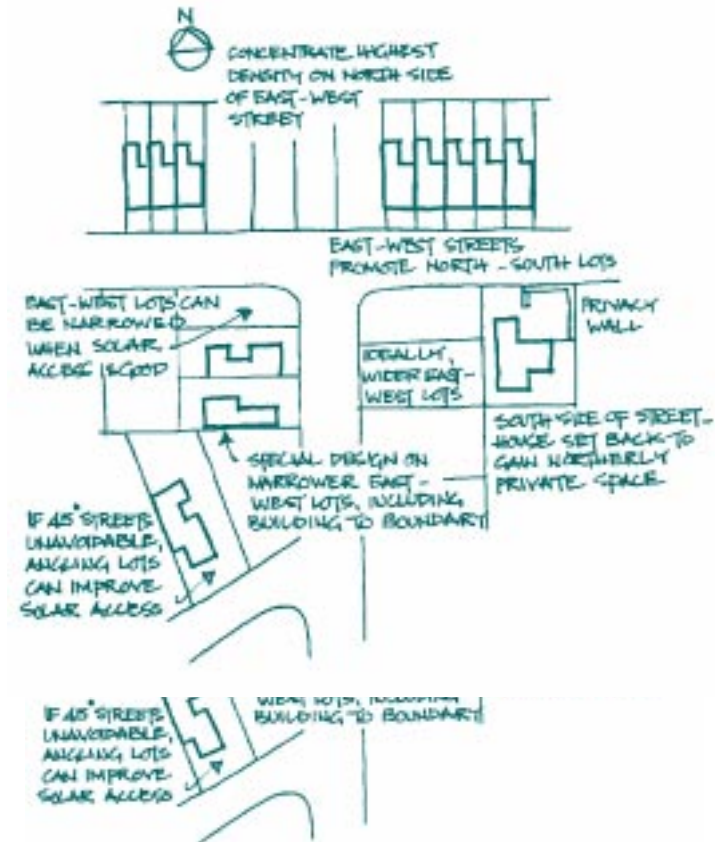 N
CONCENTRATE HIGHEST
DENSITY ON NORTH SIDE
OF EAST-WEST
STREET
EAST-WEST STREETS
PROMOTE NORTH-SOUTH LOTS
EAST-WEST LOTS CAN
BE NARROWED
WHEN SOLAR
ACCESS IS GOOD
IDEALLY,
WIDER EAST-
WEST LOTS
PRIVACY
WALL
SOUTH SIDE OF STREET-
HOUSE SET BACK TO
GAIN NORTHERLY
PRIVATE SPACE
SPECIAL DESIGN ON
NARROWER EAST-
WEST LOTS, INCLUDING
BUILDING TO BOUNDARY
IF 45° STREETS
UNAVOIDABLE,
ANGLING LOTS
CAN IMPROVE
SOLAR ACCESS
WEST LOTS, INCLUDING
BUILDING TO BOUNDARY
IF 45° STREETS
UNAVOIDABLE,
ANGLING LOTS
CAN IMPROVE
SOLAR ACCESS